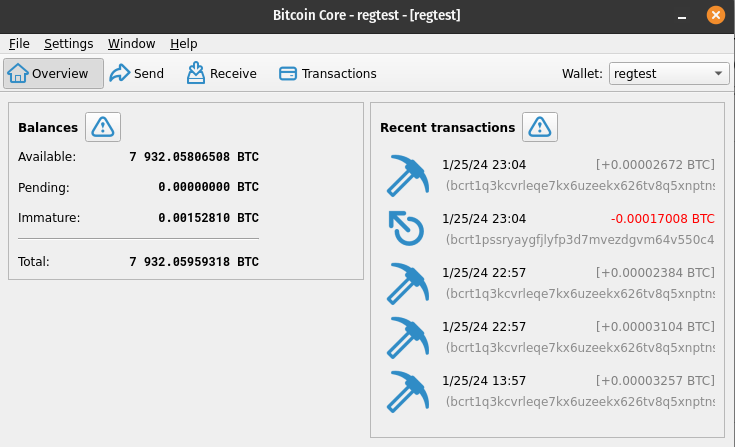 Bitcoin Core - regtest - [regtest]
File Settings Window Help
Overview Send Receive Transactions Wallet: regtest
Balances
Available: 7 932.05806508 BTC
Pending: 0.00000000 BTC
Immature: 0.00152810 BTC
Total: 7 932.05959318 BTC
Recent transactions
1/25/24 23:04 [+0.00002672 BTC]
(bcrt1q3kcvrleqe7kx6uzeekx626tv8q5xnptns
1/25/24 23:04 -0.00017008 BTC
(bcrt1pssryaygfjlyfp3d7mvezdgvm64v550c4
1/25/24 22:57 [+0.00002384 BTC]
(bcrt1q3kcvrleqe7kx6uzeekx626tv8q5xnptns
1/25/24 22:57 [+0.00003104 BTC]
(bcrt1q3kcvrleqe7kx6uzeekx626tv8q5xnptns
1/25/24 13:57 [+0.00003257 BTC]
(bcrt1q3kcvrleqe7kx6uzeekx626tv8q5xnptns